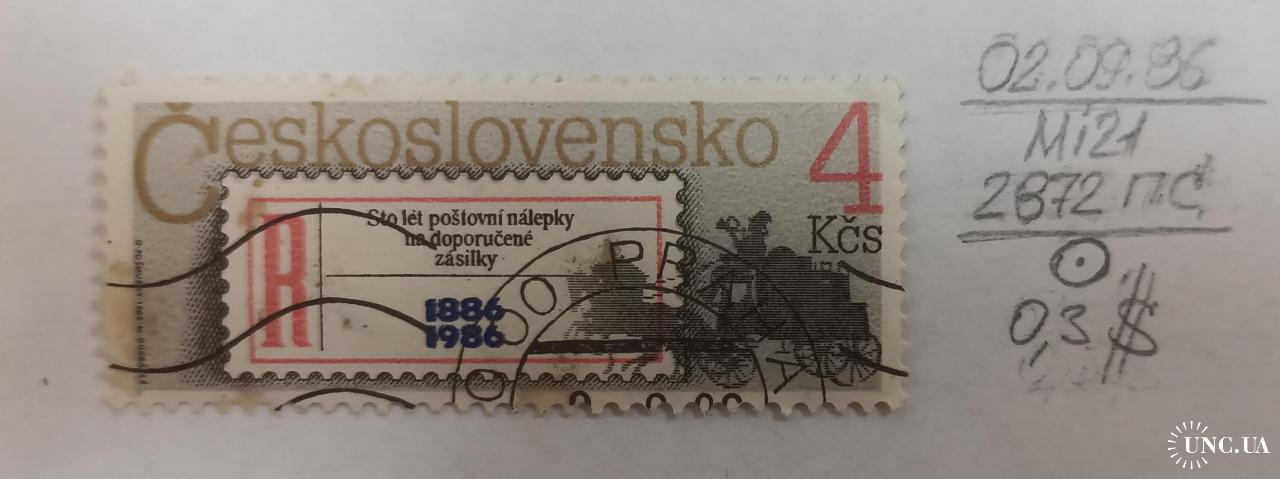 Československo
4
Kčs
R
Sto let poštovní nálepky
na doporučené
zásilky
1886
1986
PRAHA
02.09.86
Mi21
2872 П.С
0,3 $
UNC.UA